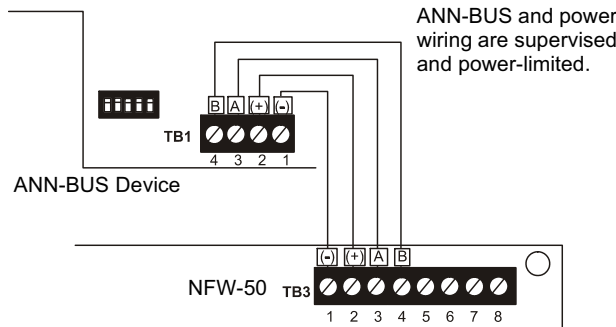 ANN-BUS and power
wiring are supervised
and power-limited.
B A (+) (-)
TB1
4 3 2 1
ANN-BUS Device
(-) (+) A B
NFW-50 TB3
1 2 3 4 5 6 7 8